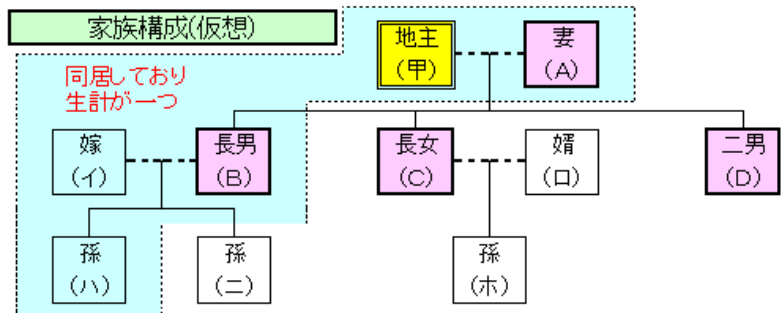 家族構成(仮想)
地主
(甲)
妻
(A)
同居しており
生計が一つ
嫁
(イ)
長男
(B)
長女
(C)
婿
(ロ)
二男
(D)
孫
(ハ)
孫
(ニ)
孫
(ホ)